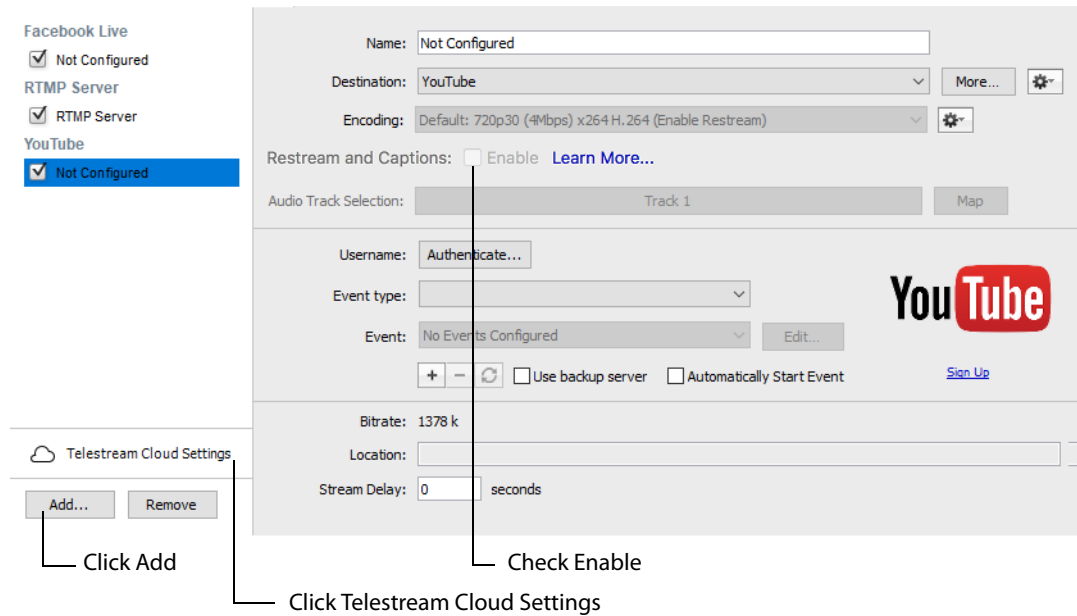 Facebook Live
Not Configured
RTMP Server
RTMP Server
YouTube
Not Configured
Telestream Cloud Settings
Add...
Remove
Name: Not Configured
Destination: YouTube More...
Encoding: Default: 720p30 (4Mbps) x264 H.264 (Enable Restream)
Restream and Captions: Enable Learn More...
Audio Track Selection: Track 1 Map
Username: Authenticate...
Event type:
YouTube
Event: No Events Configured Edit...
+ - Use backup server Automatically Start Event Sign Up
Bitrate: 1378 k
Location:
Stream Delay: 0 seconds
Click Add
Check Enable
Click Telestream Cloud Settings